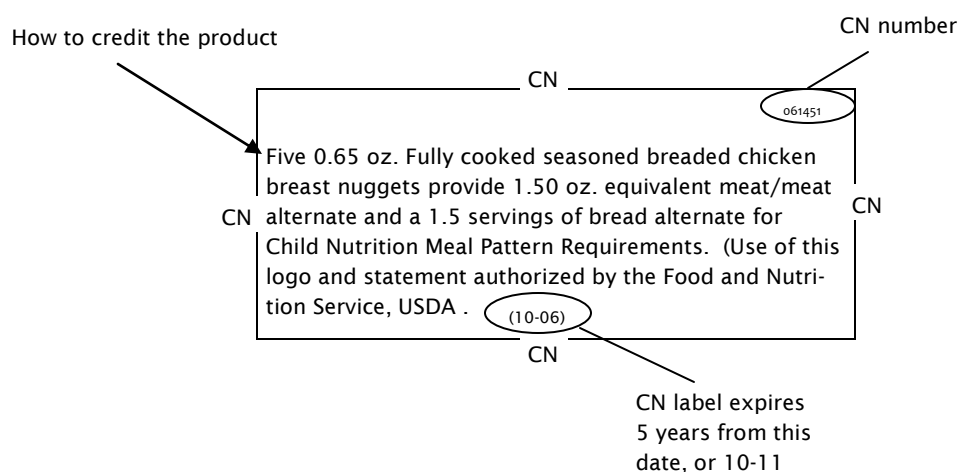 How to credit the product
CN number
CN
061451
Five 0.65 oz. Fully cooked seasoned breaded chicken
breast nuggets provide 1.50 oz. equivalent meat/meat
CN
alternate and a 1.5 servings of bread alternate for
CN
Child Nutrition Meal Pattern Requirements.  (Use of this
logo and statement authorized by the Food and Nutri-
tion Service, USDA .
(10-06)
CN
CN label expires
5 years from this
date, or 10-11